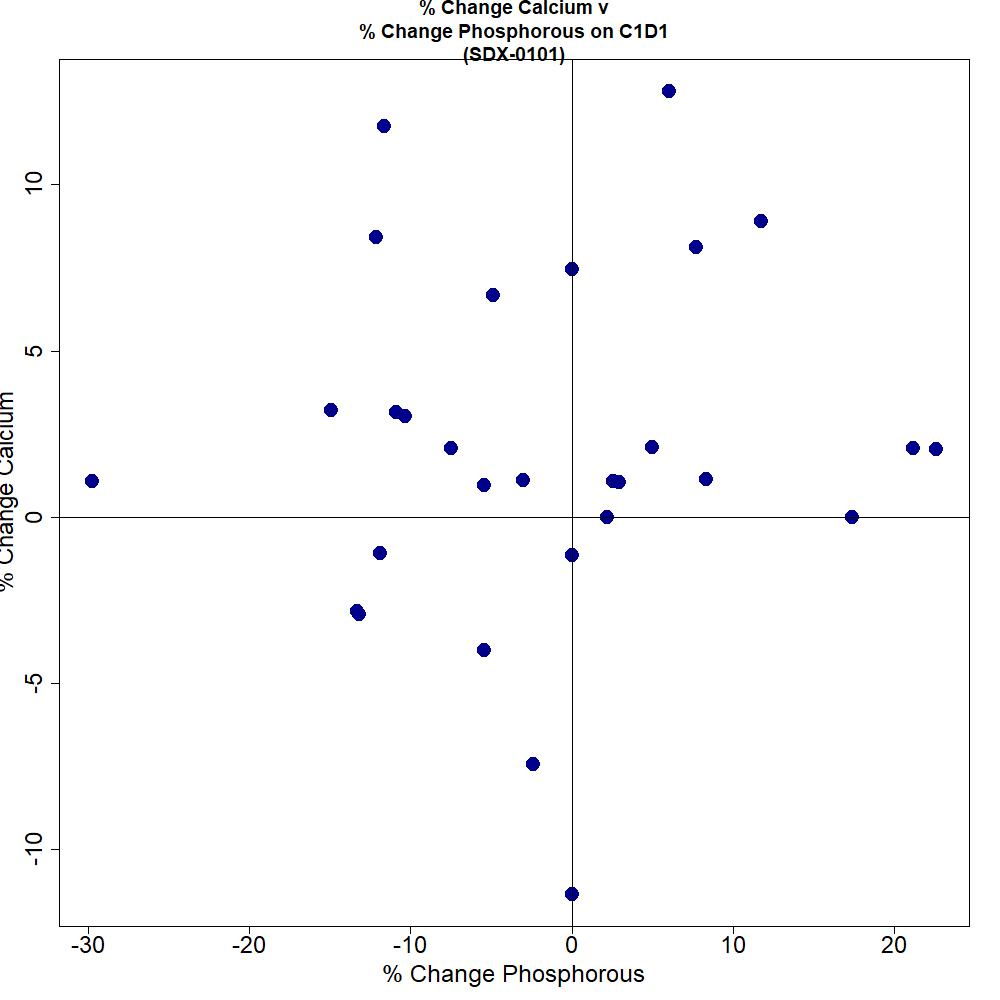 % Change Calcium v
% Change Phosphorous on C1D1
(SDX-0101)
% Change Calcium
10
5
0
-5
-10
-30
-20
-10
0
10
20
% Change Phosphorous